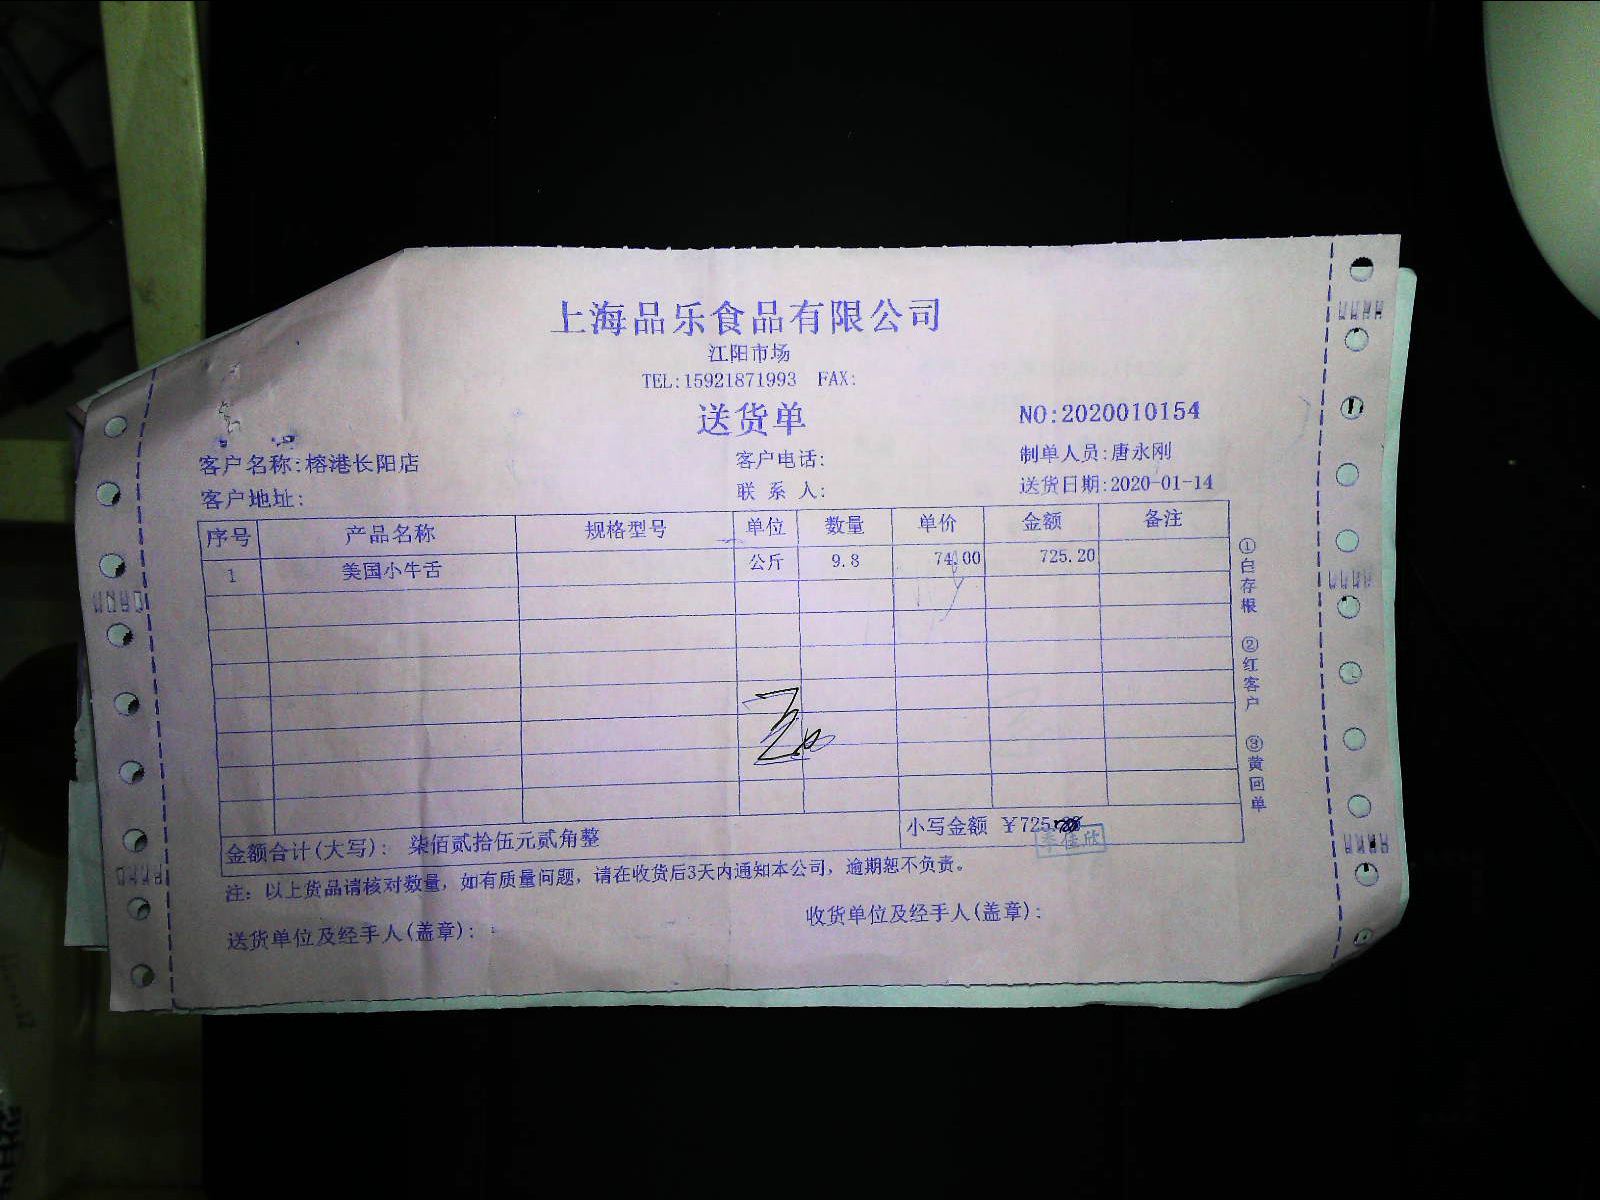 上海品乐食品有限公司
江阳市场
TEL:15921871993 FAX:
送货单
NO:2020010154
客户名称:榕港长阳店 客户电话: 制单人员:唐永刚
客户地址: 联系人: 送货日期:2020-01-14
序号 产品名称 规格型号 单位 数量 单价 金额 备注
1 美国小牛舌 公斤 9.8 74.00 725.20
金额合计(大写): 柒佰贰拾伍元贰角整 小写金额 ¥725.
李佳欣
注: 以上货品请核对数量, 如有质量问题, 请在收货后3天内通知本公司, 逾期恕不负责。
送货单位及经手人(盖章): 收货单位及经手人(盖章):
①白存根 ②红客户 ③黄回单